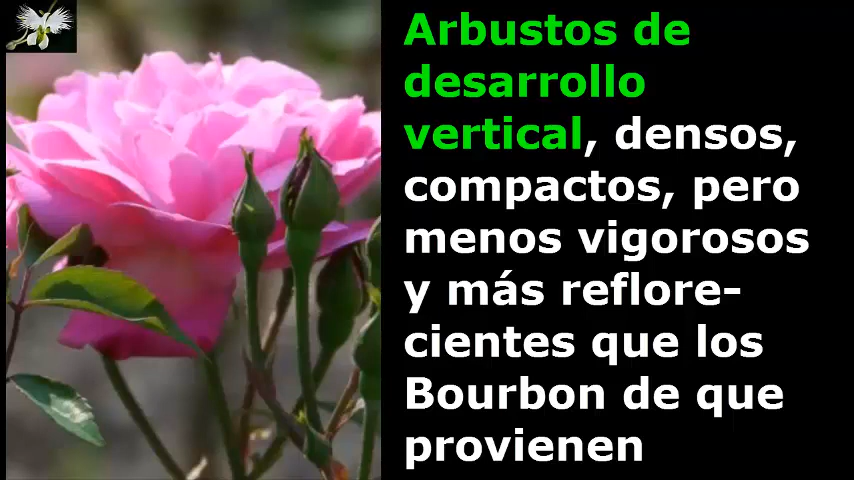 Arbustos de
desarrollo
vertical, densos,
compactos, pero
menos vigorosos
y más reflore-
cientes que los
Bourbon de que
provienen